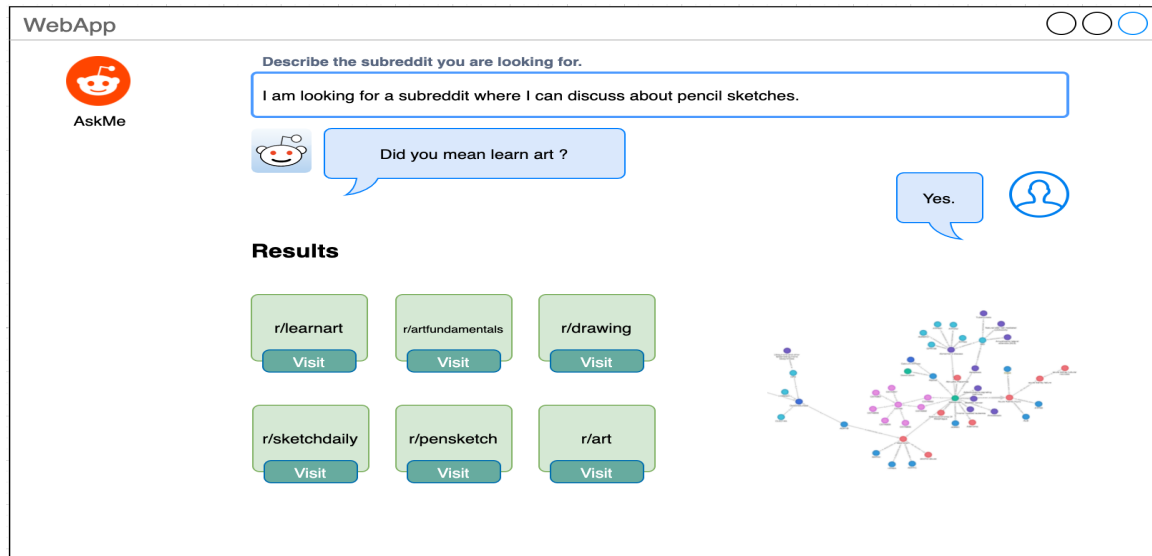 WebApp
AskMe
Describe the subreddit you are looking for.
I am looking for a subreddit where I can discuss about pencil sketches.
Did you mean learn art ?
Yes.
Results
r/learnart
Visit
r/artfundamentals
Visit
r/drawing
Visit
r/sketchdaily
Visit
r/pensketch
Visit
r/art
Visit